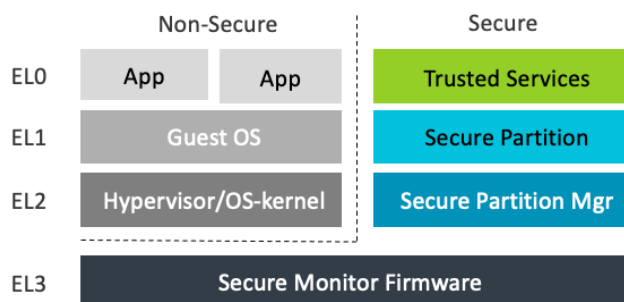 Non-Secure Secure
EL0 App App Trusted Services
EL1 Guest OS Secure Partition
EL2 Hypervisor/OS-kernel Secure Partition Mgr
EL3 Secure Monitor Firmware